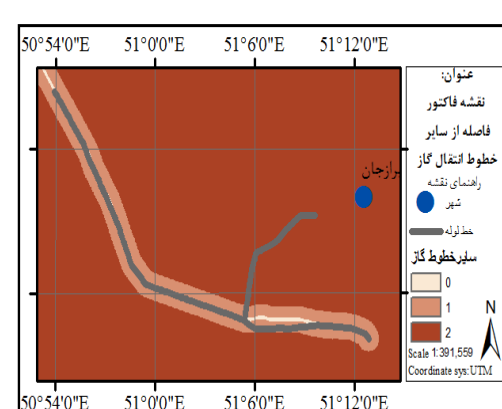 50°54'0"E 51°0'0"E 51°6'0"E 51°12'0"E
برازجان
عنوان:
نقشه فاکتور
فاصله از سایر
خطوط انتقال گاز
راهنمای نقشه
شهر
خط لوله
سایرخطوط گاز
0
1
2
N
Scale 1:391,559
Coordinate sys:UTM
50°54'0"E 51°0'0"E 51°6'0"E 51°12'0"E